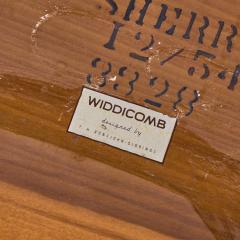 SHERR
12/54
3328
WIDDICOMB
designed by
T. H. ROBSJOHN-GIBBINGS